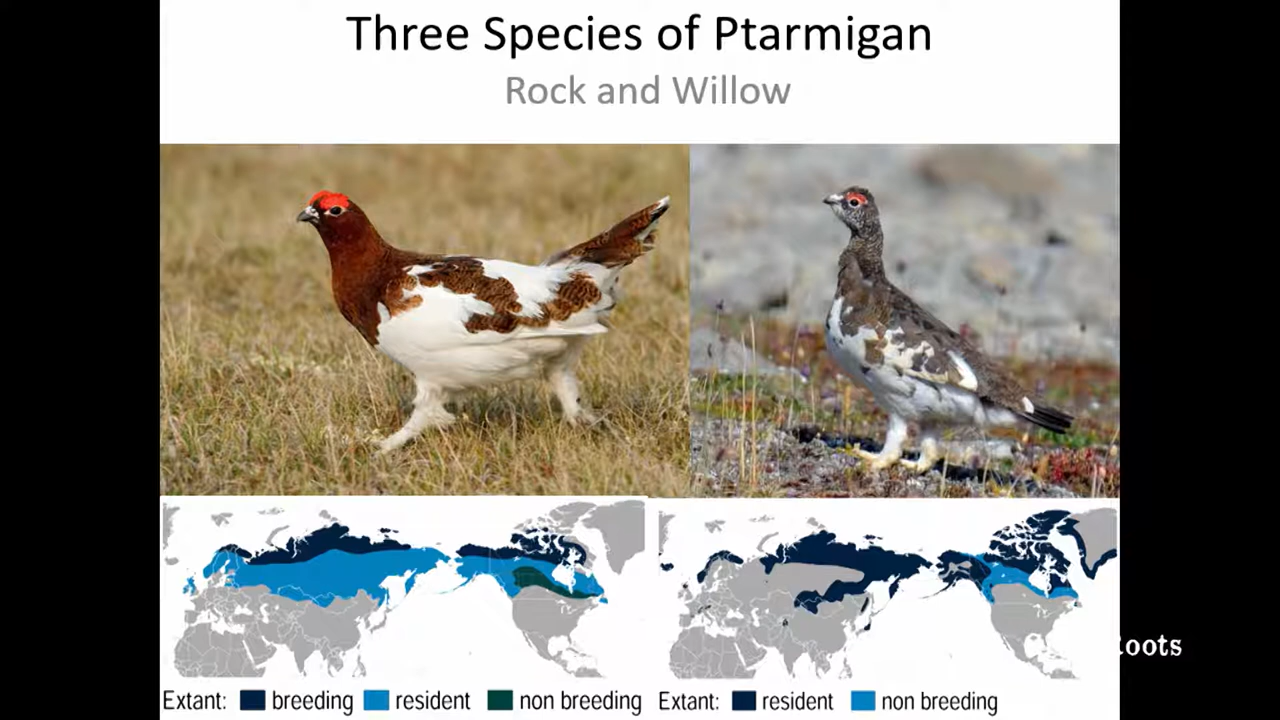 Three Species of Ptarmigan
Rock and Willow
Extant: breeding resident non breeding
Extant: resident non breeding